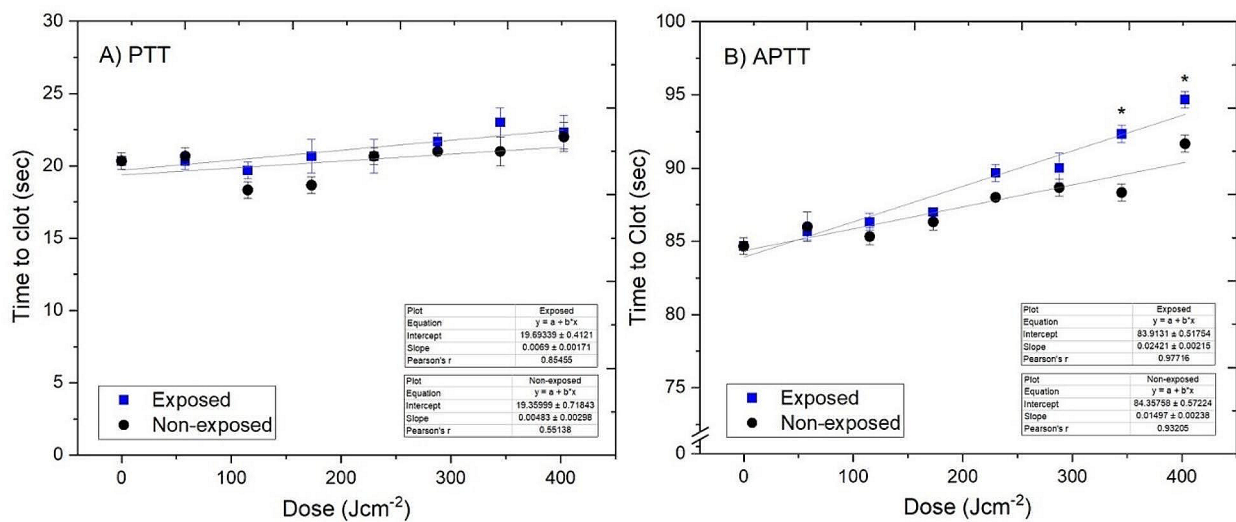 A) PTT
Time to clot (sec)
30
25
20
15
10
5
0
0 100 200 300 400
Dose (Jcm-2)
Exposed
Non-exposed
Plot Exposed
Equation y = a + b*x
Intercept 19.69339 ± 0.4121
Slope 0.0069 ± 0.00171
Pearson's r 0.85455
Plot Non-exposed
Equation y = a + b*x
Intercept 19.35999 ± 0.71843
Slope 0.00483 ± 0.00298
Pearson's r 0.55138
B) APTT
Time to Clot (sec)
100
95
90
85
80
75
0
0 100 200 300 400
Dose (Jcm-2)
* *
Exposed
Non-exposed
Plot Exposed
Equation y = a + b*x
Intercept 83.9131 ± 0.51754
Slope 0.02421 ± 0.00215
Pearson's r 0.97716
Plot Non-exposed
Equation y = a + b*x
Intercept 84.35758 ± 0.57224
Slope 0.01497 ± 0.00238
Pearson's r 0.93205